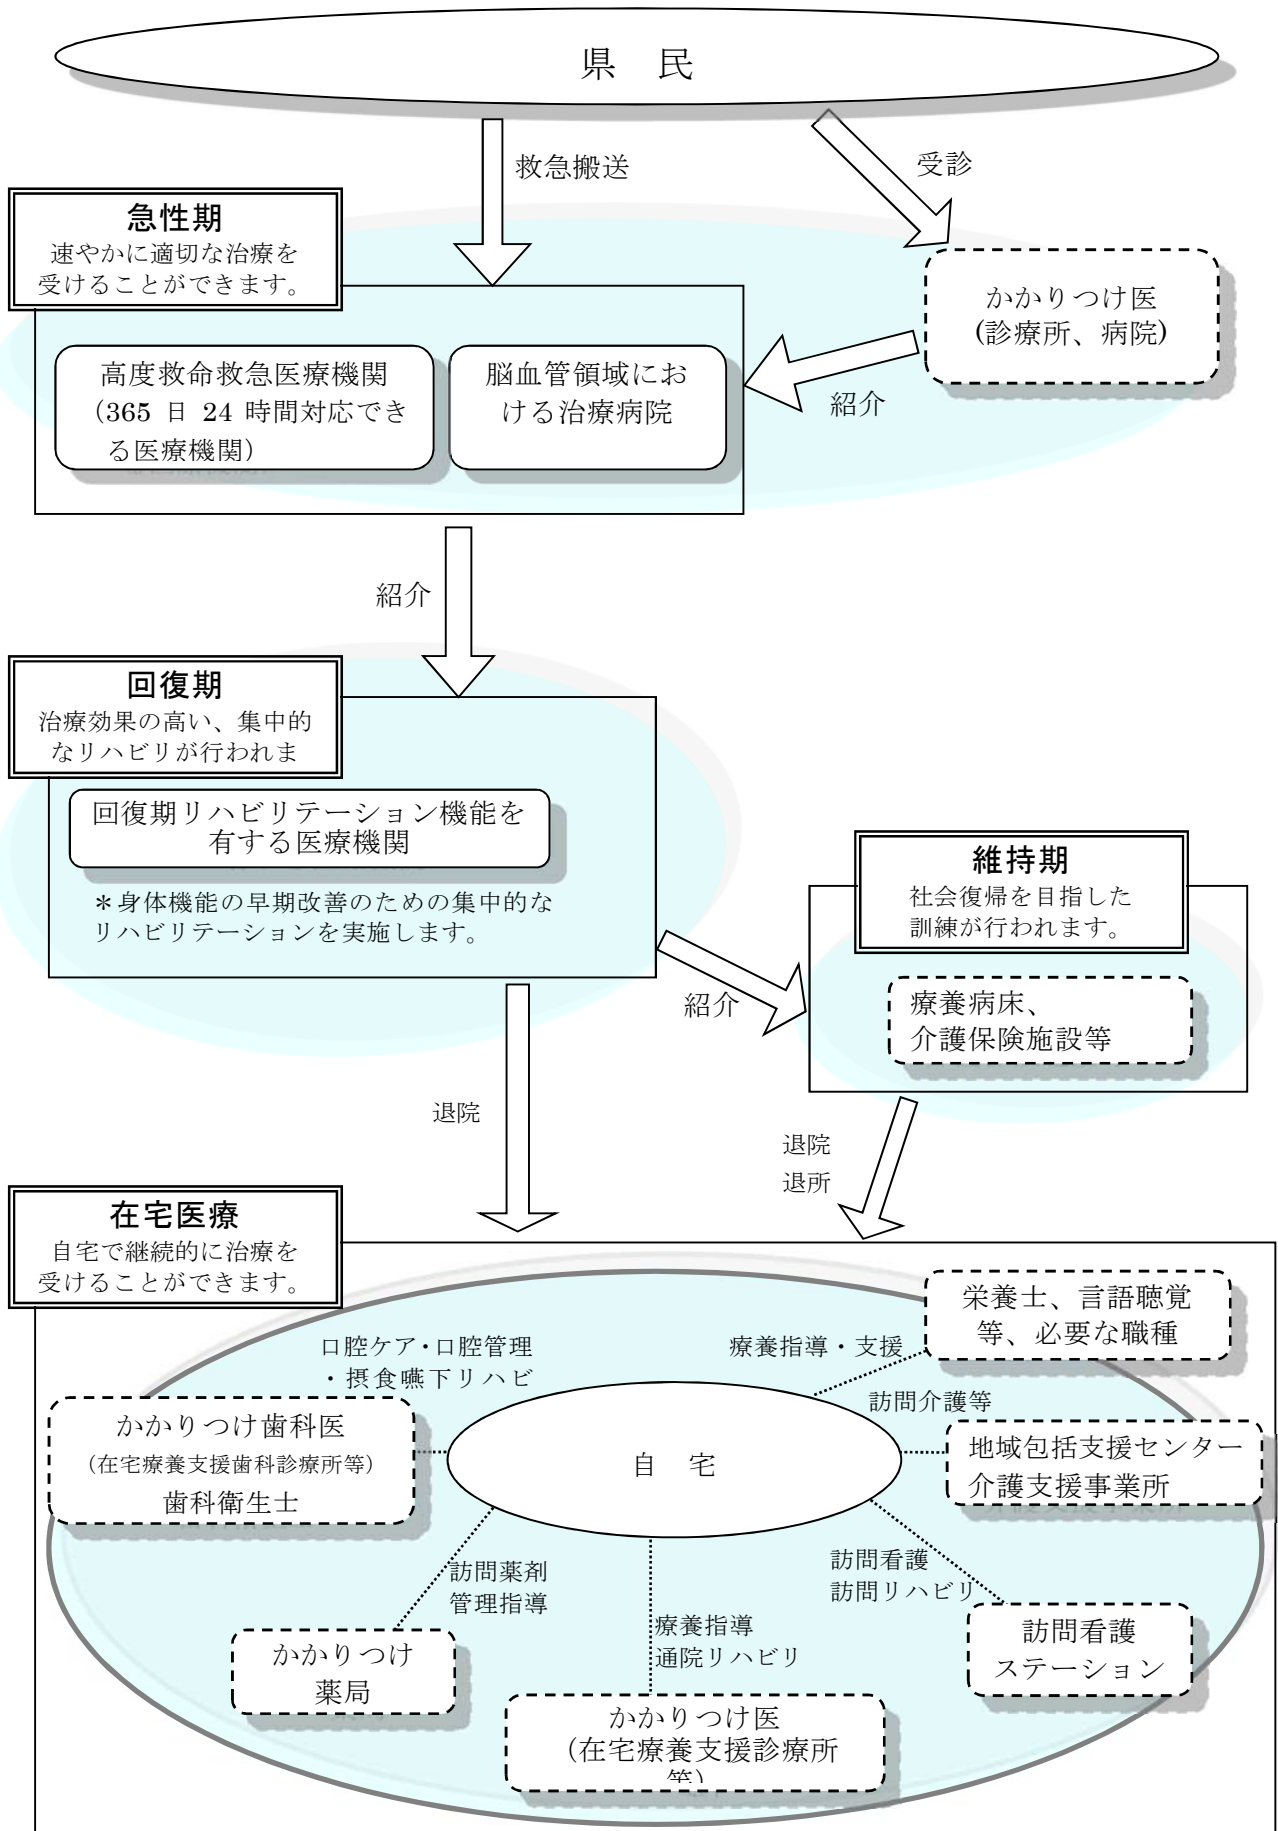 県　民
救急搬送
受診
急性期
速やかに適切な治療を
受けることができます。
かかりつけ医
(診療所、病院)
高度救命救急医療機関
（365 日 24 時間対応でき
る医療機関）
脳血管領域にお
ける治療病院
紹介
紹介
回復期
治療効果の高い、集中的
なリハビリが行われま
回復期リハビリテーション機能を
有する医療機関
＊身体機能の早期改善のための集中的な
リハビリテーションを実施します。
維持期
社会復帰を目指した
訓練が行われます。
紹介
療養病床、
介護保険施設等
退院
退院
退所
在宅医療
自宅で継続的に治療を
受けることができます。
栄養士、言語聴覚
等、必要な職種
口腔ケア・口腔管理
・摂食嚥下リハビ
療養指導・支援
訪問介護等
かかりつけ歯科医
（在宅療養支援歯科診療所等）
歯科衛生士
自　宅
地域包括支援センター
介護支援事業所
訪問薬剤
管理指導
訪問看護
訪問リハビリ
療養指導
通院リハビリ
かかりつけ
薬局
訪問看護
ステーション
かかりつけ医
（在宅療養支援診療所
等）